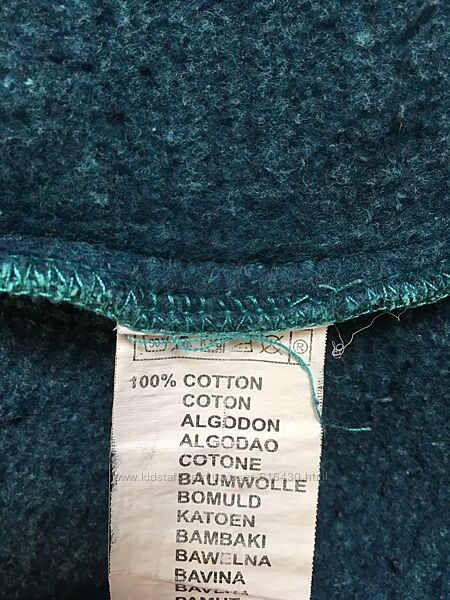 100% COTTON
COTON
ALGODON
ALGODAO
COTONE
BAUMWOLLE
BOMULD
KATOEN
BAMBAKI
BAWELNA
BAVINA